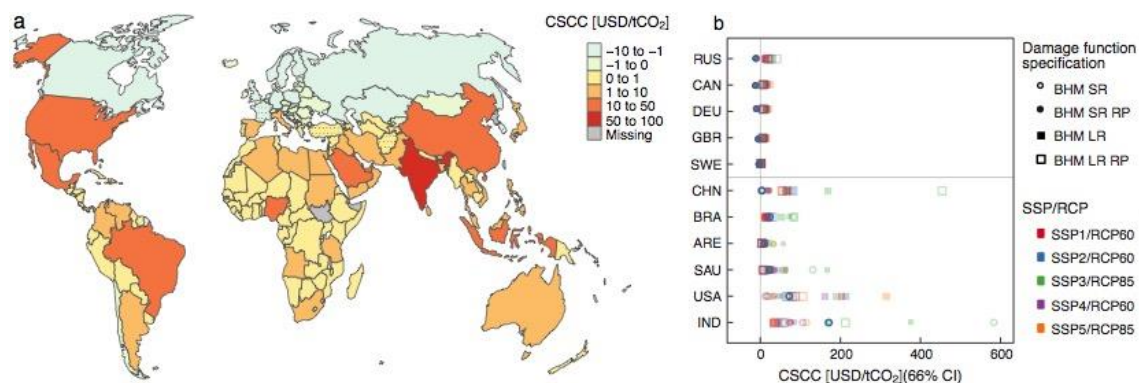 a
CSCC [USD/tCO₂]
−10 to −1
−1 to 0
0 to 1
1 to 10
10 to 50
50 to 100
Missing
b
RUS
CAN
DEU
GBR
SWE
CHN
BRA
ARE
SAU
USA
IND
0
200
400
600
CSCC [USD/tCO₂](66% CI)
Damage function
specification
BHM SR
BHM SR RP
BHM LR
BHM LR RP
SSP/RCP
SSP1/RCP60
SSP2/RCP60
SSP3/RCP85
SSP4/RCP60
SSP5/RCP85